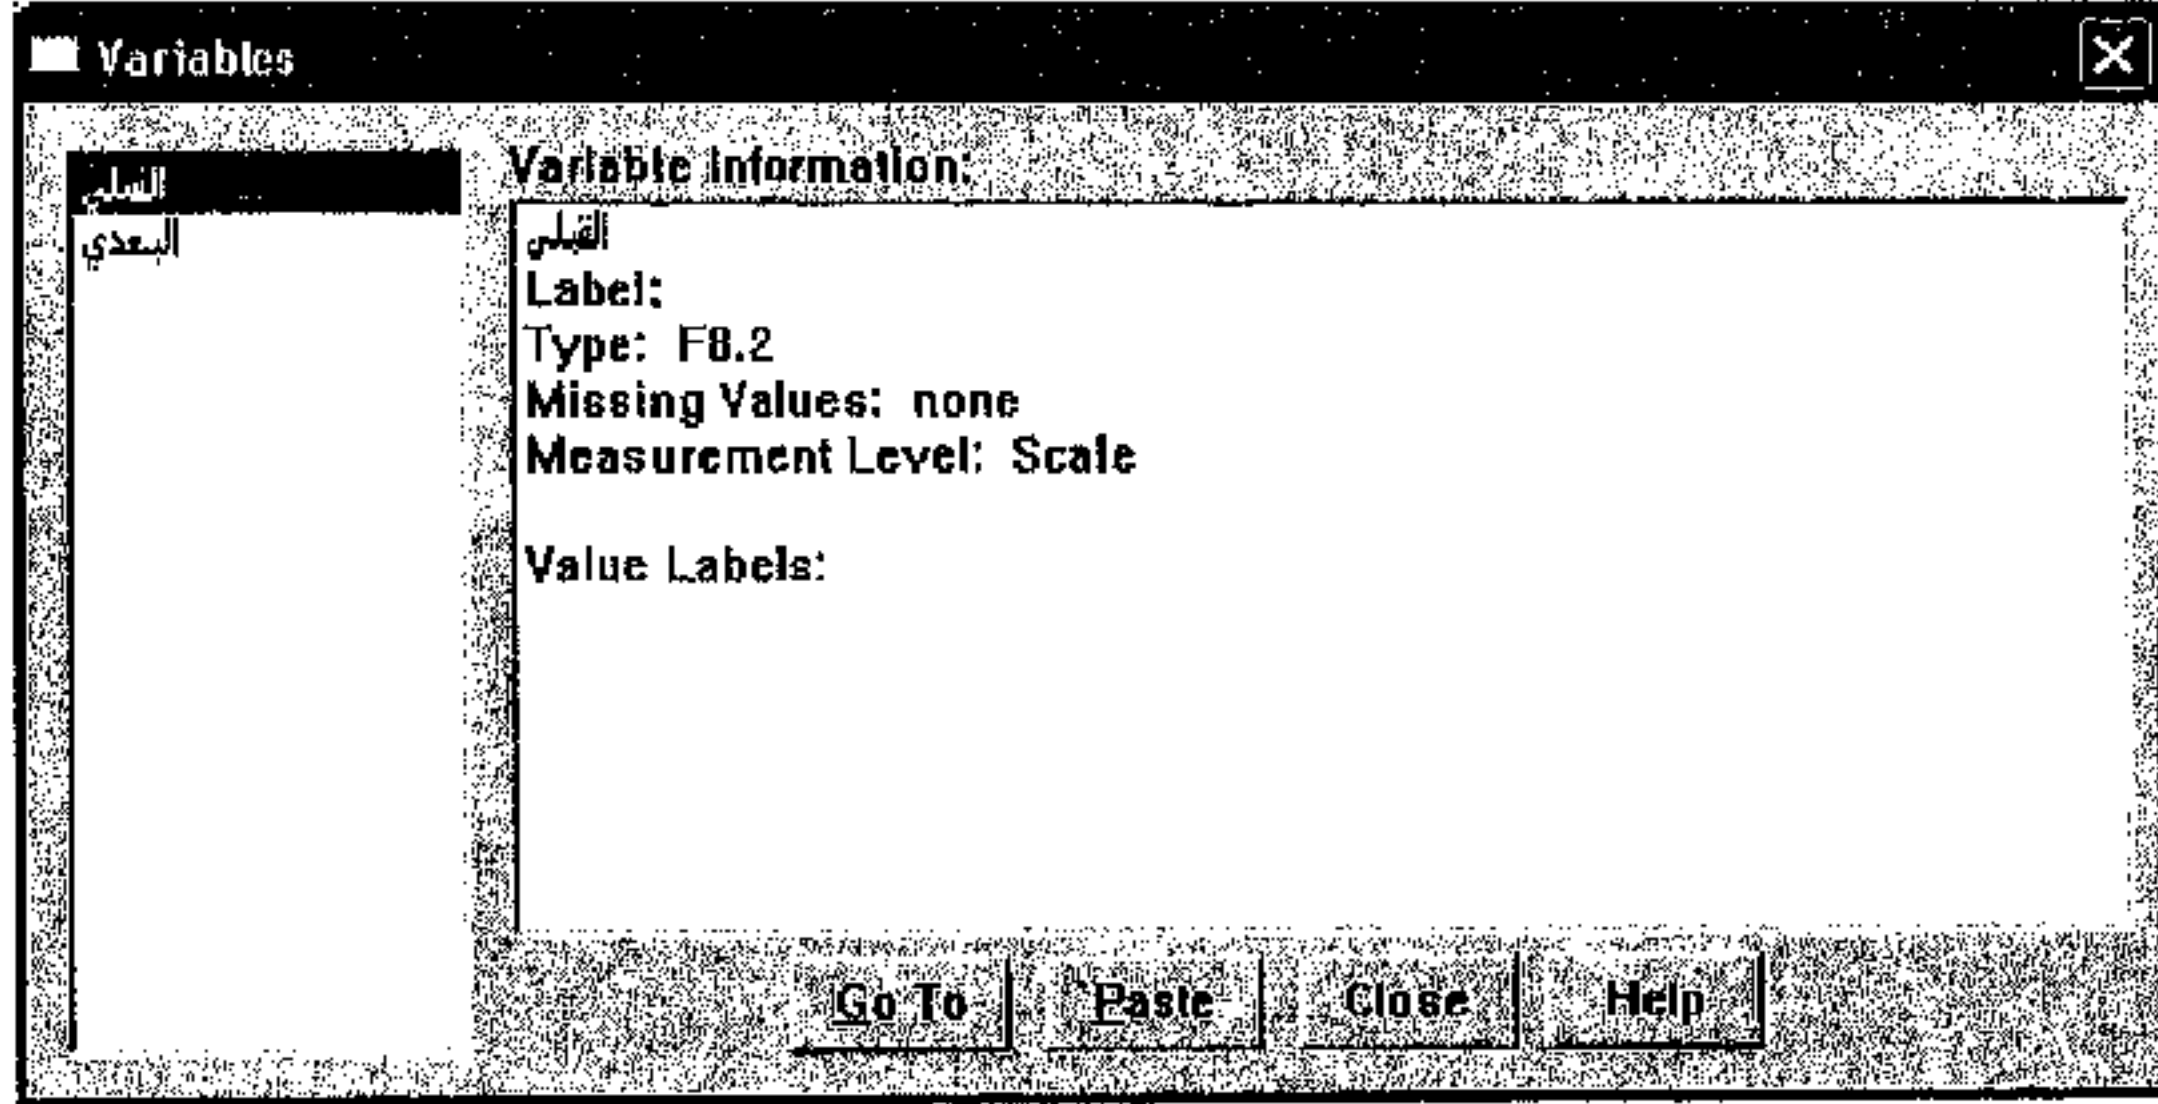 Variables
القبلي
البعدي
Variable Information:
القبلي
Label:
Type: F8.2
Missing Values: none
Measurement Level: Scale
Value Labels:
Go To Paste Close Help